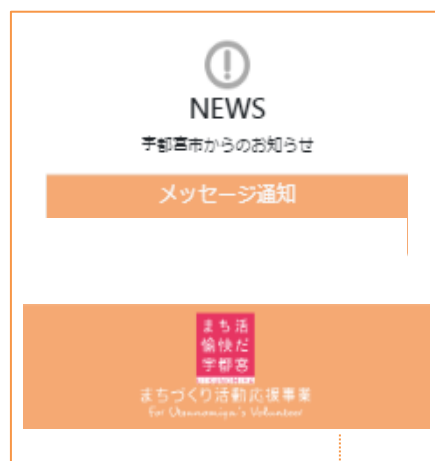 NEWS
宇都宮市からのお知らせ
メッセージ通知
まち活
愉快だ
宇都宮
まちづくり活動応援事業
for Utsunomiya's Volunteer